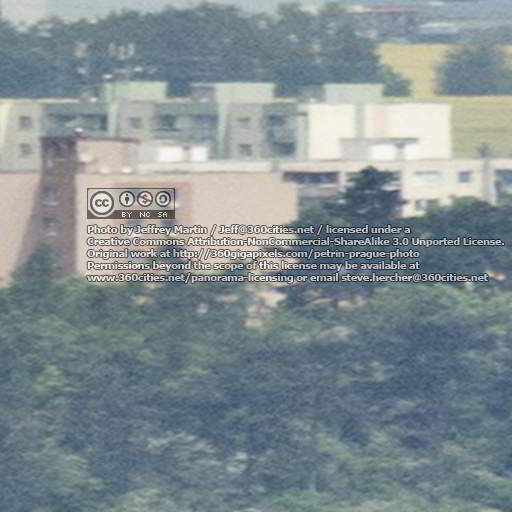 cc BY NC SA
Photo by Jeffrey Martin / Jeff@360cities.net / licensed under a
Creative Commons Attribution-NonCommercial-ShareAlike 3.0 Unported License.
Original work at http://360gigapixels.com/petrin-prague-photo
Permissions beyond the scope of this license may be available at
www.360cities.net/panorama-licensing or email steve.hercher@360cities.net